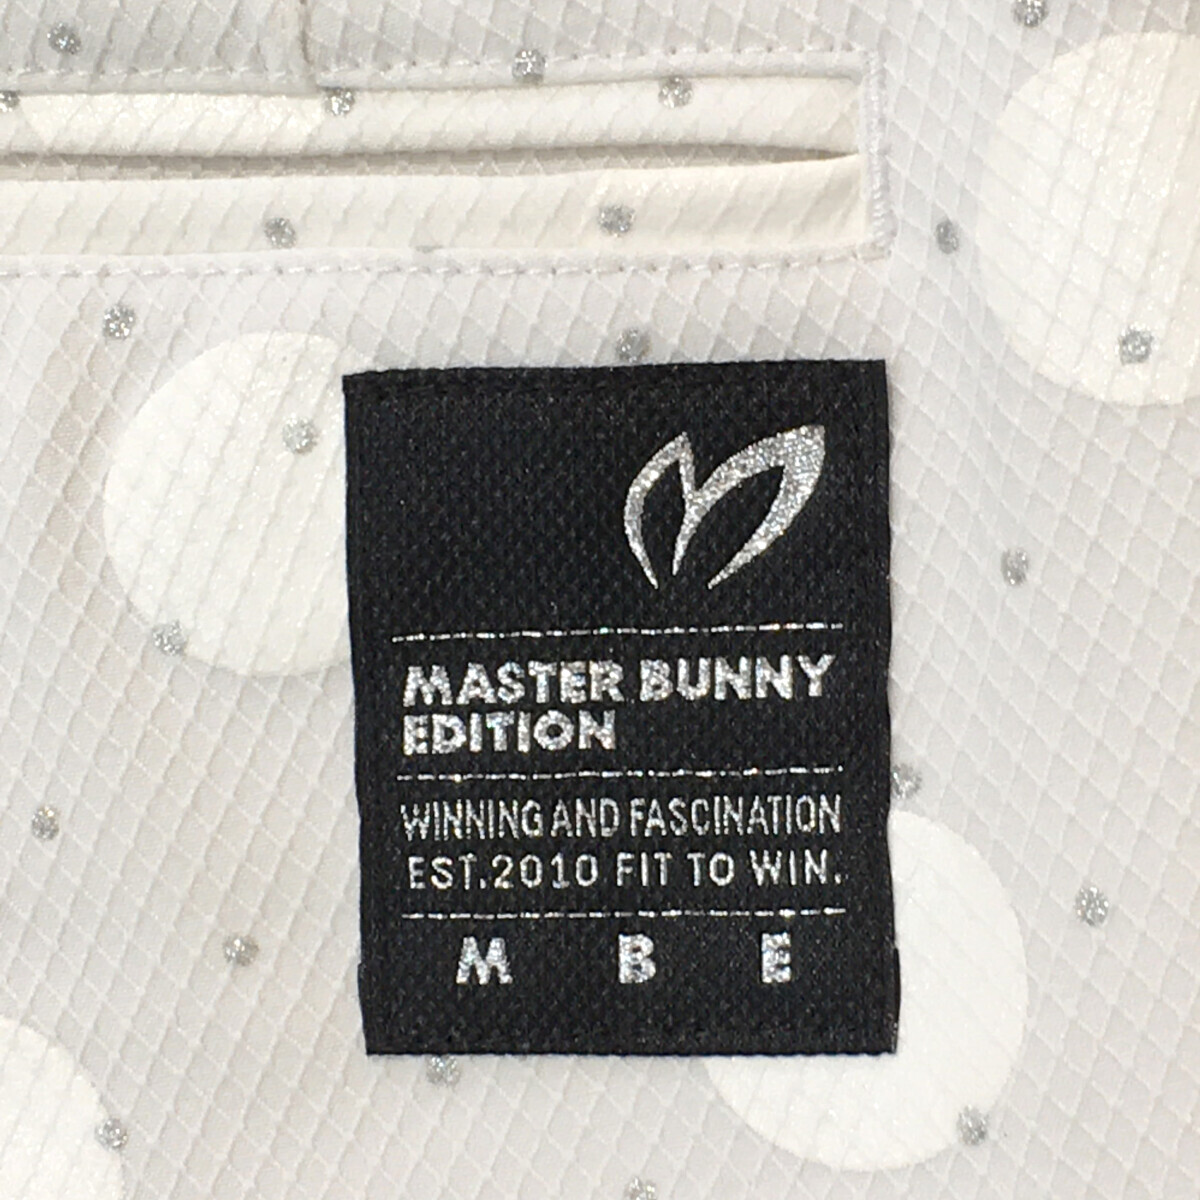 MASTER BUNNY
EDITION
WINNING AND FASCINATION
EST.2010 FIT TO WIN.
M B E